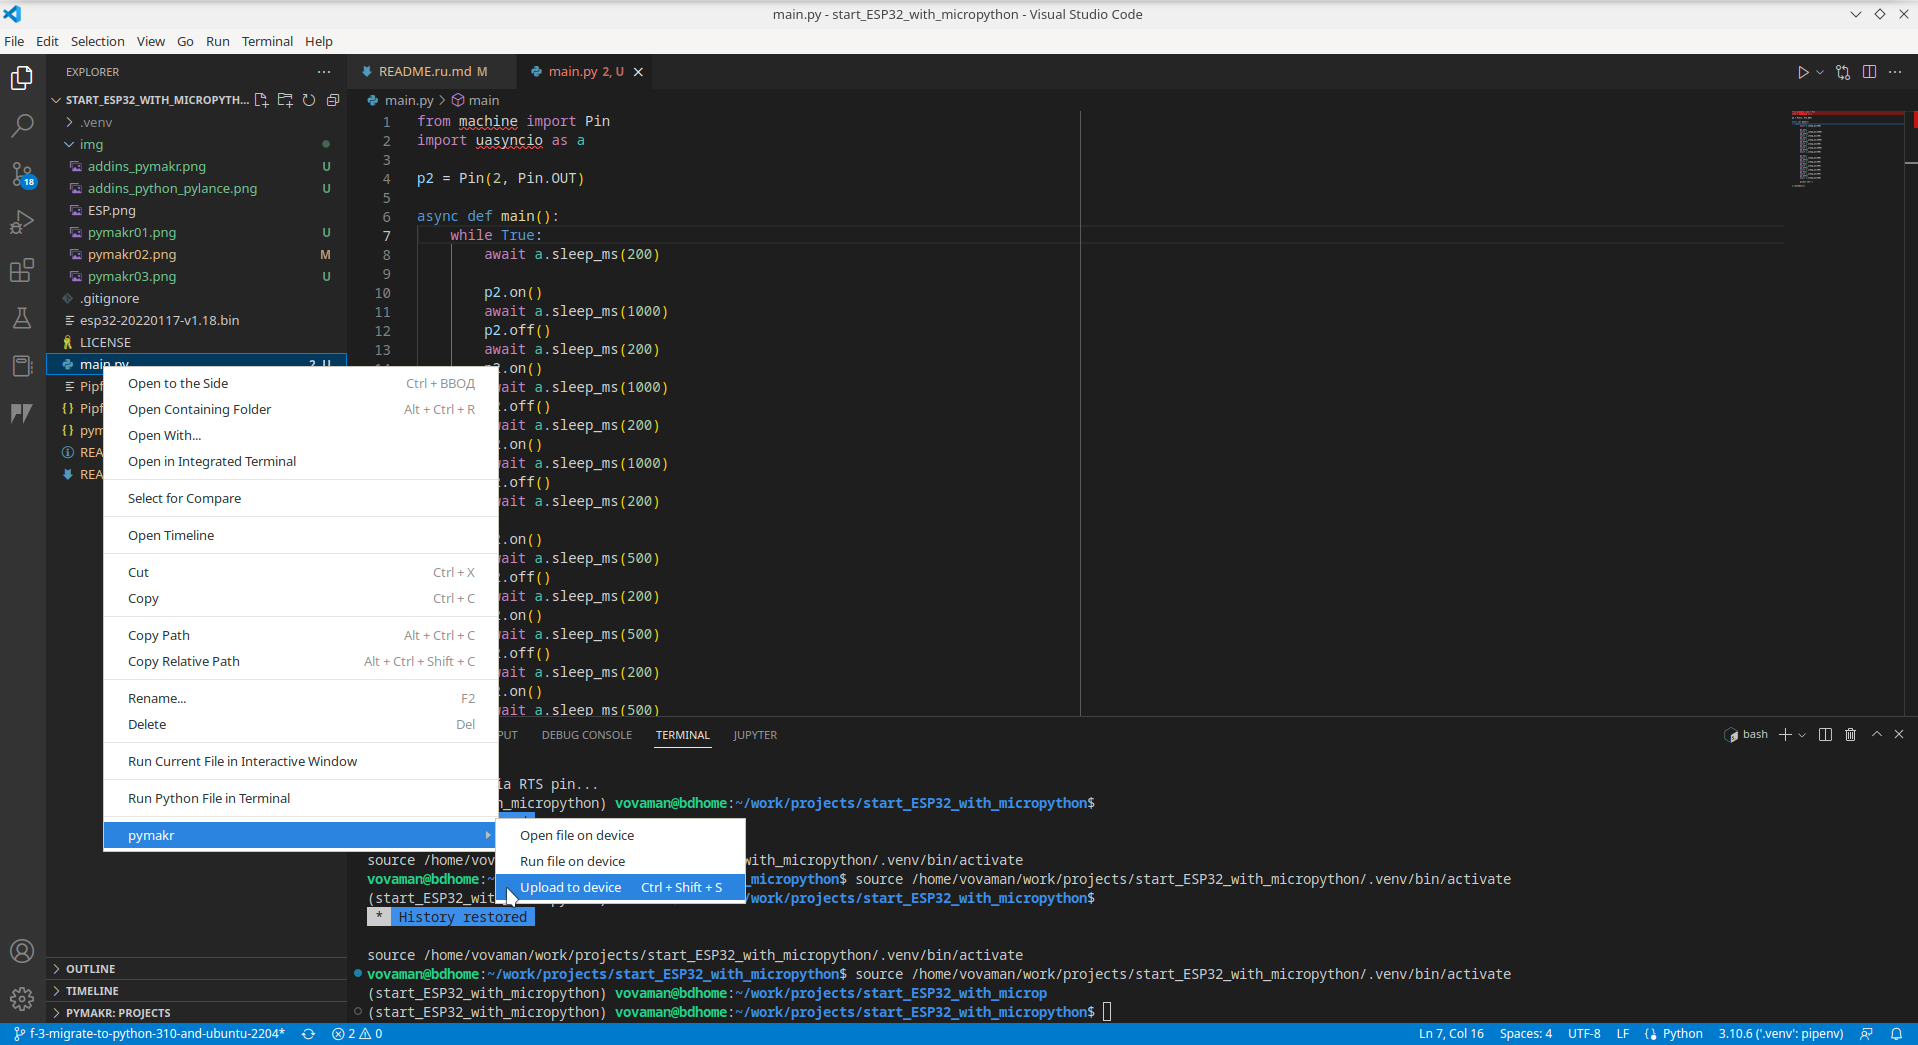 main.py - start_ESP32_with_micropython - Visual Studio Code
File Edit Selection View Go Run Terminal Help
EXPLORER
START_ESP32_WITH_MICROPYTH...
.venv
img
addins_pymakr.png U
addins_python_pylance.png U
ESP.png
pymakr01.png U
pymakr02.png M
pymakr03.png U
.gitignore
esp32-20220117-v1.18.bin
LICENSE
main.py 2, U
Pipf
Pipf
pym
REA
REA
Open to the Side Ctrl + ВВОД
Open Containing Folder Alt + Ctrl + R
Open With...
Open in Integrated Terminal
Select for Compare
Open Timeline
Cut Ctrl + X
Copy Ctrl + C
Copy Path Alt + Ctrl + C
Copy Relative Path Alt + Ctrl + Shift + C
Rename... F2
Delete Del
Run Current File in Interactive Window
Run Python File in Terminal
pymakr
Open file on device
Run file on device
Upload to device Ctrl + Shift + S
OUTLINE
TIMELINE
PYMAKR: PROJECTS
18
README.ru.md M
main.py 2, U
main.py > main
1 from machine import Pin
2 import uasyncio as a
3
4 p2 = Pin(2, Pin.OUT)
5
6 async def main():
7 while True:
8 await a.sleep_ms(200)
9
10 p2.on()
11 await a.sleep_ms(1000)
12 p2.off()
13 await a.sleep_ms(200)
.on()
wait a.sleep_ms(1000)
.off()
wait a.sleep_ms(200)
.on()
wait a.sleep_ms(1000)
.off()
wait a.sleep_ms(200)
.on()
wait a.sleep_ms(500)
.off()
wait a.sleep_ms(200)
.on()
wait a.sleep_ms(500)
.off()
wait a.sleep_ms(200)
.on()
wait a.sleep_ms(500)
PUT DEBUG CONSOLE TERMINAL JUPYTER
bash
ia RTS pin...
h_micropython) vovaman@bdhome:~/work/projects/start_ESP32_with_micropython$
source /home/vov with_micropython/.venv/bin/activate
vovaman@bdhome:~ micropython$ source /home/vovaman/work/projects/start_ESP32_with_micropython/.venv/bin/activate
(start_ESP32_wit /work/projects/start_ESP32_with_micropython$
* History restored
source /home/vovaman/work/projects/start_ESP32_with_micropython/.venv/bin/activate
vovaman@bdhome:~/work/projects/start_ESP32_with_micropython$ source /home/vovaman/work/projects/start_ESP32_with_micropython/.venv/bin/activate
(start_ESP32_with_micropython) vovaman@bdhome:~/work/projects/start_ESP32_with_microp
(start_ESP32_with_micropython) vovaman@bdhome:~/work/projects/start_ESP32_with_micropython$
f-3-migrate-to-python-310-and-ubuntu-2204* 2 0
Ln 7, Col 16 Spaces: 4 UTF-8 LF Python 3.10.6 ('.venv': pipenv)